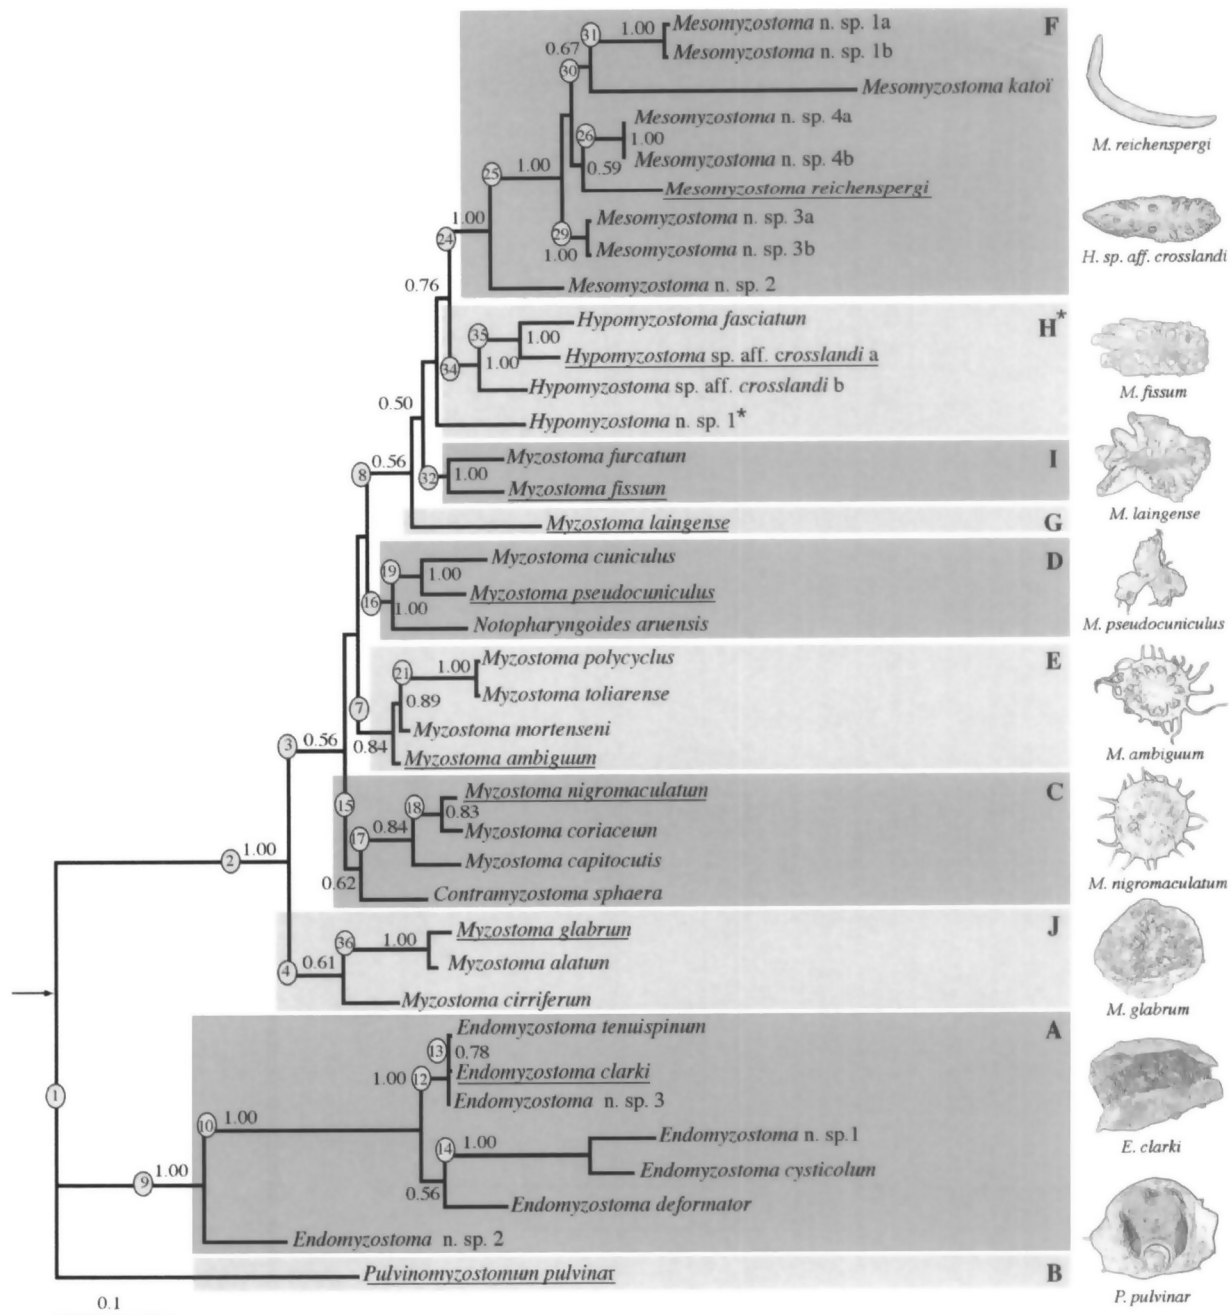 F
31
1.00
Mesomyzostoma n. sp. 1a
Mesomyzostoma n. sp. 1b
0.67
30
Mesomyzostoma katoï
Mesomyzostoma n. sp. 4a
26
1.00
Mesomyzostoma n. sp. 4b
0.59
1.00
25
Mesomyzostoma reichenspergi
Mesomyzostoma n. sp. 3a
1.00
24
29
Mesomyzostoma n. sp. 3b
1.00
Mesomyzostoma n. sp. 2
0.76
H*
Hypomyzostoma fasciatum
35
1.00
Hypomyzostoma sp. aff. crosslandi a
34
1.00
Hypomyzostoma sp. aff. crosslandi b
0.50
Hypomyzostoma n. sp. 1*
I
Myzostoma furcatum
0.56
8
32
1.00
Myzostoma fissum
Myzostoma laingense
G
Myzostoma cuniculus
D
19
1.00
Myzostoma pseudocuniculus
16
1.00
Notopharyngoides aruensis
Myzostoma polycyclus
E
21
1.00
Myzostoma toliarense
0.89
7
Myzostoma mortenseni
3
0.56
0.84
Myzostoma ambiguum
Myzostoma nigromaculatum
C
15
18
0.83
Myzostoma coriaceum
17
0.84
2
1.00
Myzostoma capitocutis
0.62
Contramyzostoma sphaera
Myzostoma glabrum
J
36
1.00
4
0.61
Myzostoma alatum
Myzostoma cirriferum
Endomyzostoma tenuispinum
A
13
0.78
1.00
12
Endomyzostoma clarki
1
Endomyzostoma n. sp. 3
10
1.00
Endomyzostoma n. sp.1
14
1.00
Endomyzostoma cysticolum
9
1.00
0.56
Endomyzostoma deformator
Endomyzostoma n. sp. 2
Pulvinomyzostomum pulvinar
B
0.1
M. reichenspergi
H. sp. aff. crosslandi
M. fissum
M. laingense
M. pseudocuniculus
M. ambiguum
M. nigromaculatum
M. glabrum
E. clarki
P. pulvinar